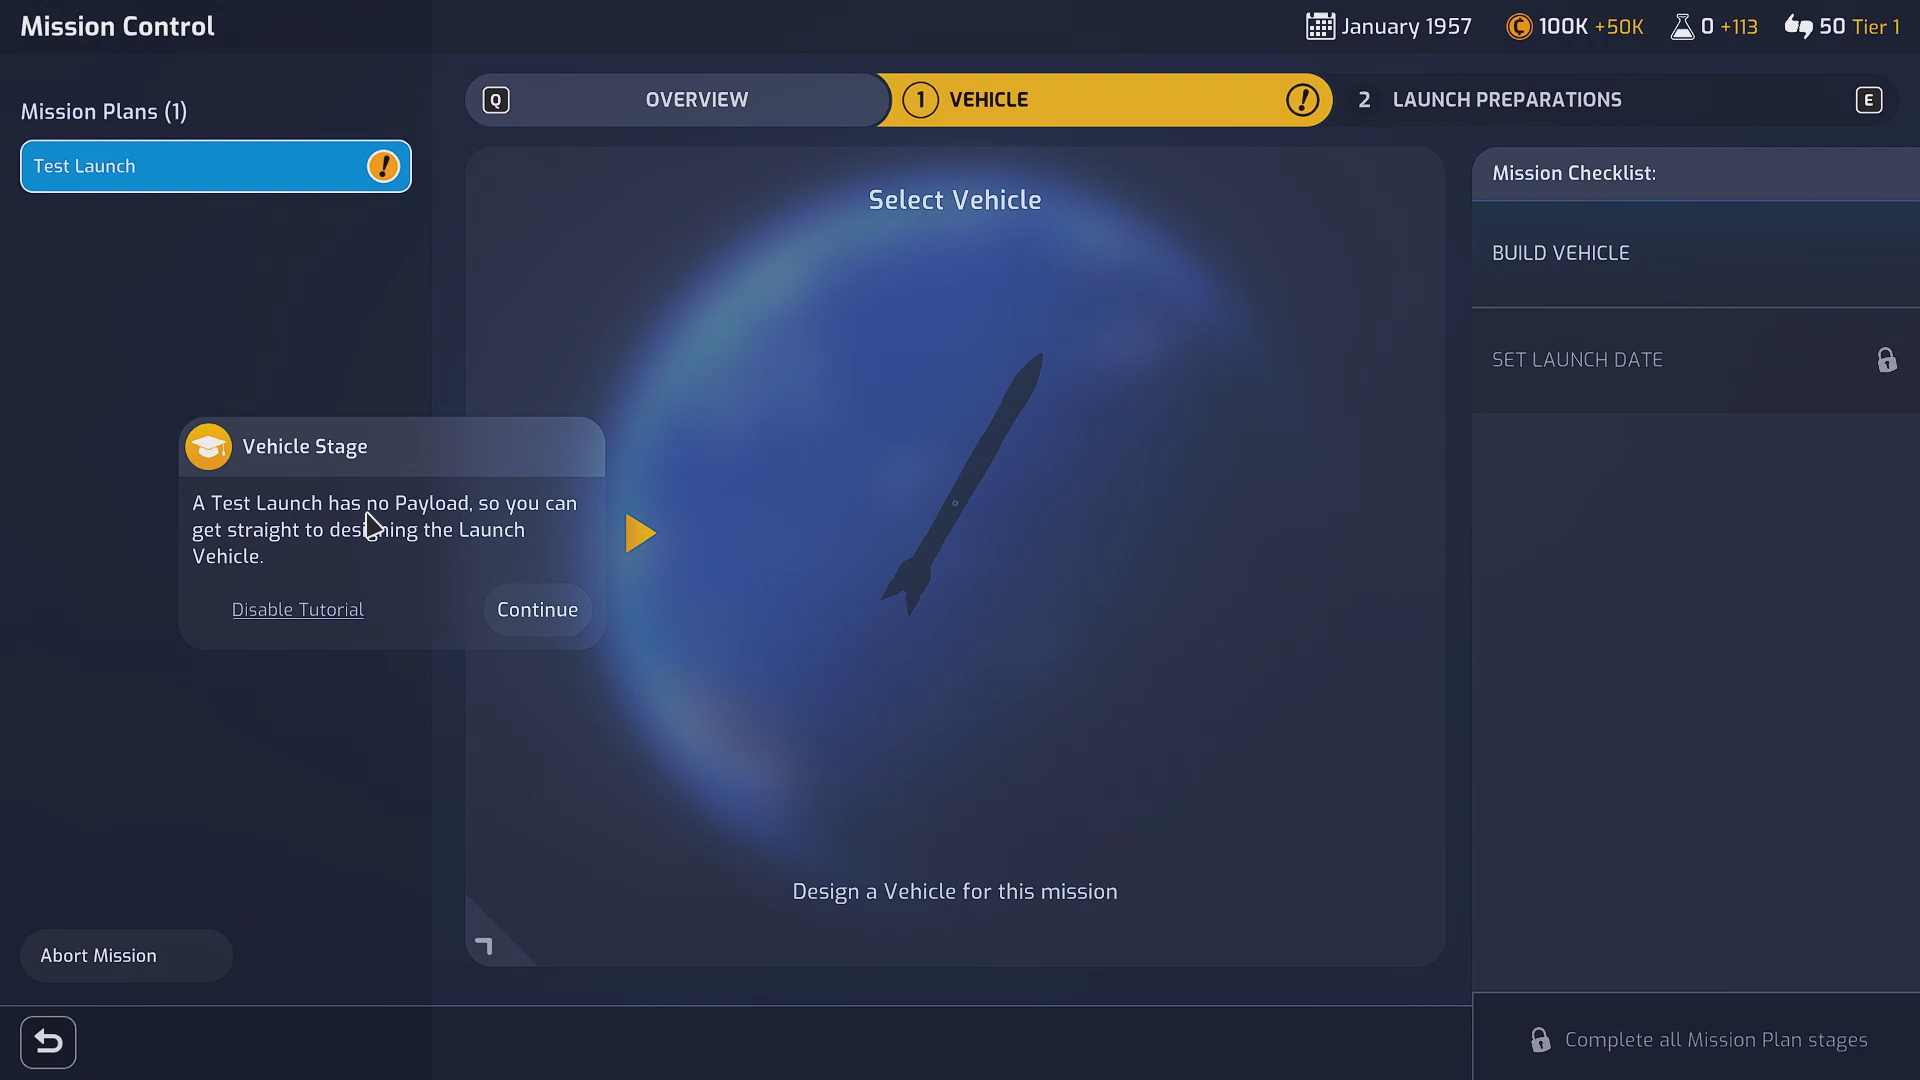 Mission Control
January 1957
100K +50K
0 +113
50 Tier 1
Mission Plans (1)
Test Launch
Q
OVERVIEW
1 VEHICLE
2 LAUNCH PREPARATIONS
E
Select Vehicle
Mission Checklist:
BUILD VEHICLE
SET LAUNCH DATE
Vehicle Stage
A Test Launch has no Payload, so you can
get straight to designing the Launch
Vehicle.
Disable Tutorial
Continue
Design a Vehicle for this mission
Abort Mission
Complete all Mission Plan stages